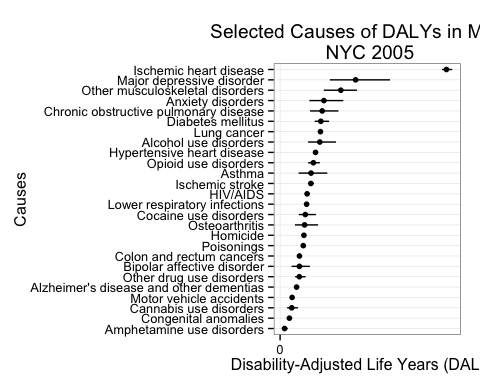 Selected Causes of DALYs in M
NYC 2005
Ischemic heart disease
Major depressive disorder
Other musculoskeletal disorders
Anxiety disorders
Chronic obstructive pulmonary disease
Diabetes mellitus
Lung cancer
Alcohol use disorders
Hypertensive heart disease
Opioid use disorders
Asthma
Ischemic stroke
HIV/AIDS
Lower respiratory infections
Cocaine use disorders
Osteoarthritis
Homicide
Poisonings
Colon and rectum cancers
Bipolar affective disorder
Other drug use disorders
Alzheimer's disease and other dementias
Motor vehicle accidents
Cannabis use disorders
Congenital anomalies
Amphetamine use disorders
Causes
0
Disability-Adjusted Life Years (DAL